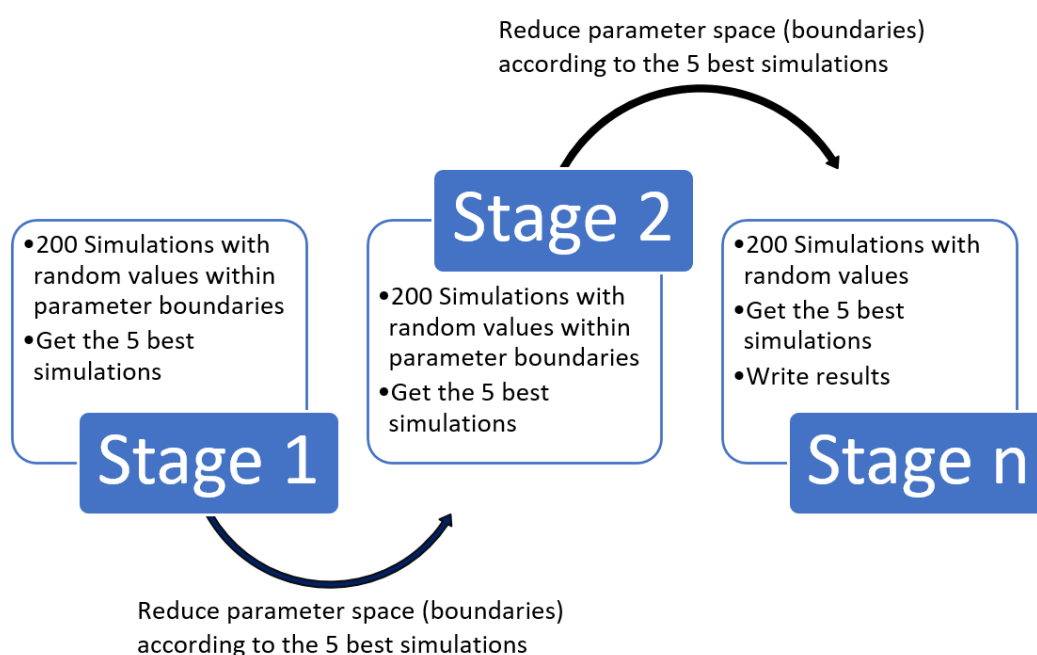 Reduce parameter space (boundaries)
according to the 5 best simulations
•200 Simulations with
random values within
parameter boundaries
•Get the 5 best
simulations
Stage 1
Stage 2
•200 Simulations with
random values within
parameter boundaries
•Get the 5 best
simulations
•200 Simulations with
random values
•Get the 5 best
simulations
•Write results
Stage n
Reduce parameter space (boundaries)
according to the 5 best simulations